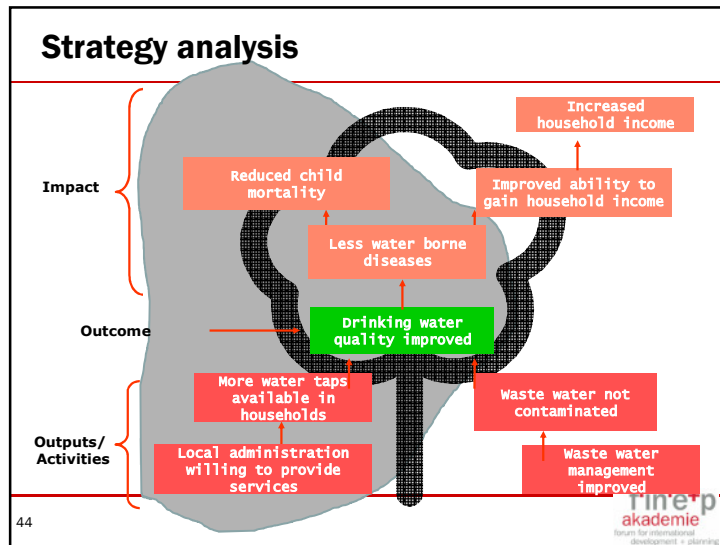 Strategy analysis
Increased
household income
Impact
Reduced child
mortality
Improved ability to
gain household income
Less water borne
diseases
Outcome
Drinking water
quality improved
More water taps
available in
households
Waste water not
contaminated
Outputs/
Activities
Local administration
willing to provide
services
Waste water
management
improved
44
fin·e·p
akademie
forum for international
development + planning